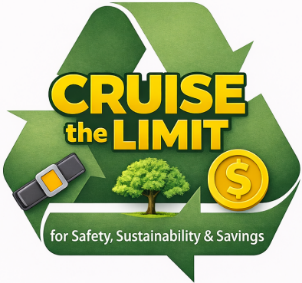 CRUISE
the LIMIT
$
for Safety, Sustainability & Savings